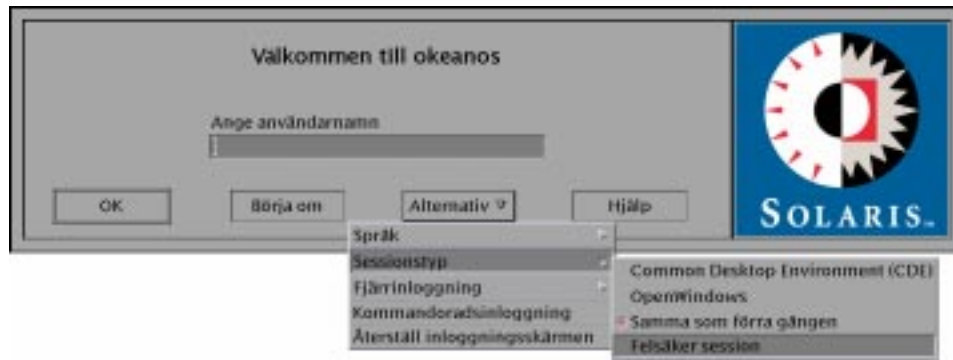 Välkommen till okeanos
Ange användarnamn
OK
Börja om
Alternativ
Hjälp
SOLARIS™
Språk
Sessionstyp
Fjärrinloggning
Kommandoradsinloggning
Återställ inloggningsskärmen
Common Desktop Environment (CDE)
OpenWindows
Samma som förra gången
Felsäker session